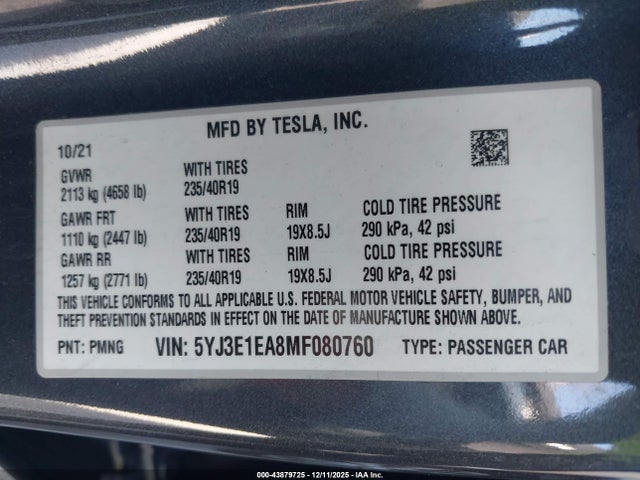 MFD BY TESLA, INC.
10/21
GVWR WITH TIRES
2113 kg (4658 lb) 235/40R19
GAWR FRT WITH TIRES RIM COLD TIRE PRESSURE
1110 kg (2447 lb) 235/40R19 19X8.5J 290 kPa, 42 psi
GAWR RR WITH TIRES RIM COLD TIRE PRESSURE
1257 kg (2771 lb) 235/40R19 19X8.5J 290 kPa, 42 psi
THIS VEHICLE CONFORMS TO ALL APPLICABLE U.S. FEDERAL MOTOR VEHICLE SAFETY, BUMPER, AND
THEFT PREVENTION STANDARDS IN EFFECT ON THE DATE OF MANUFACTURE SHOWN ABOVE.
PNT: PMNG VIN: 5YJ3E1EA8MF080760 TYPE: PASSENGER CAR
000-43879725 - 12/11/2025 - IAA Inc.